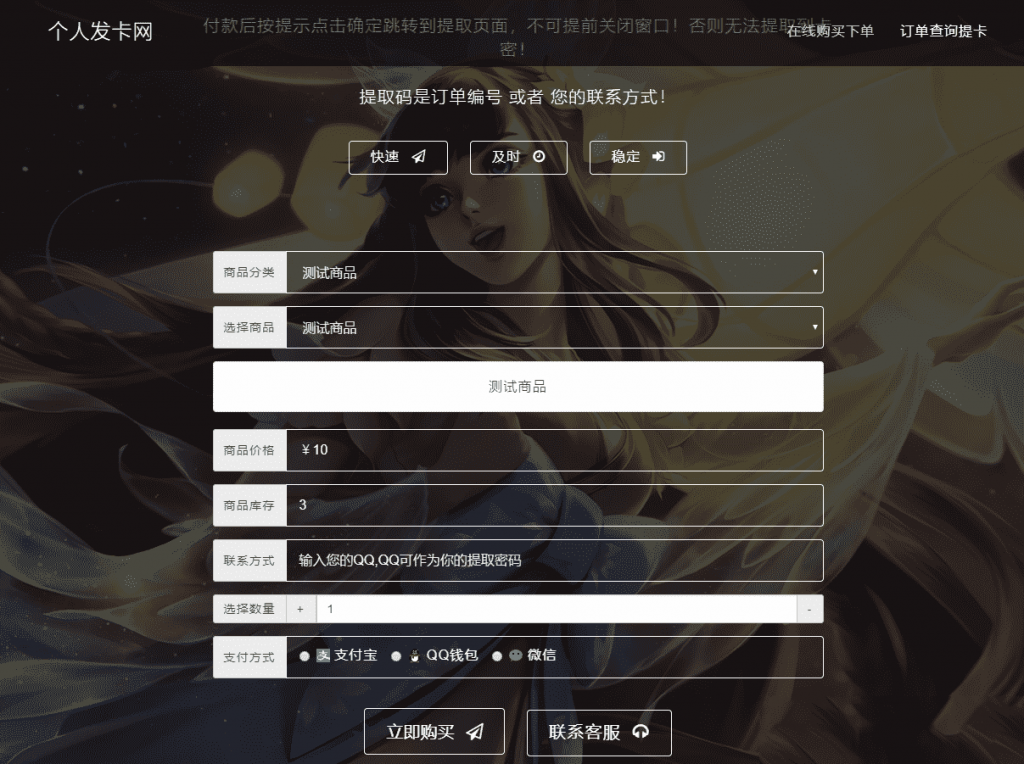 个人发卡网
付款后按提示点击确定跳转到提取页面，不可提前关闭窗口！否则无法提取到卡
密！
在线购买下单
订单查询提卡
提取码是订单编号 或者 您的联系方式！
快速
及时
稳定
商品分类 测试商品
选择商品 测试商品
测试商品
商品价格 ¥ 10
商品库存 3
联系方式 输入您的QQ,QQ可作为你的提取密码
选择数量 + 1 -
支付方式 支 支付宝 QQ钱包 微信
立即购买
联系客服